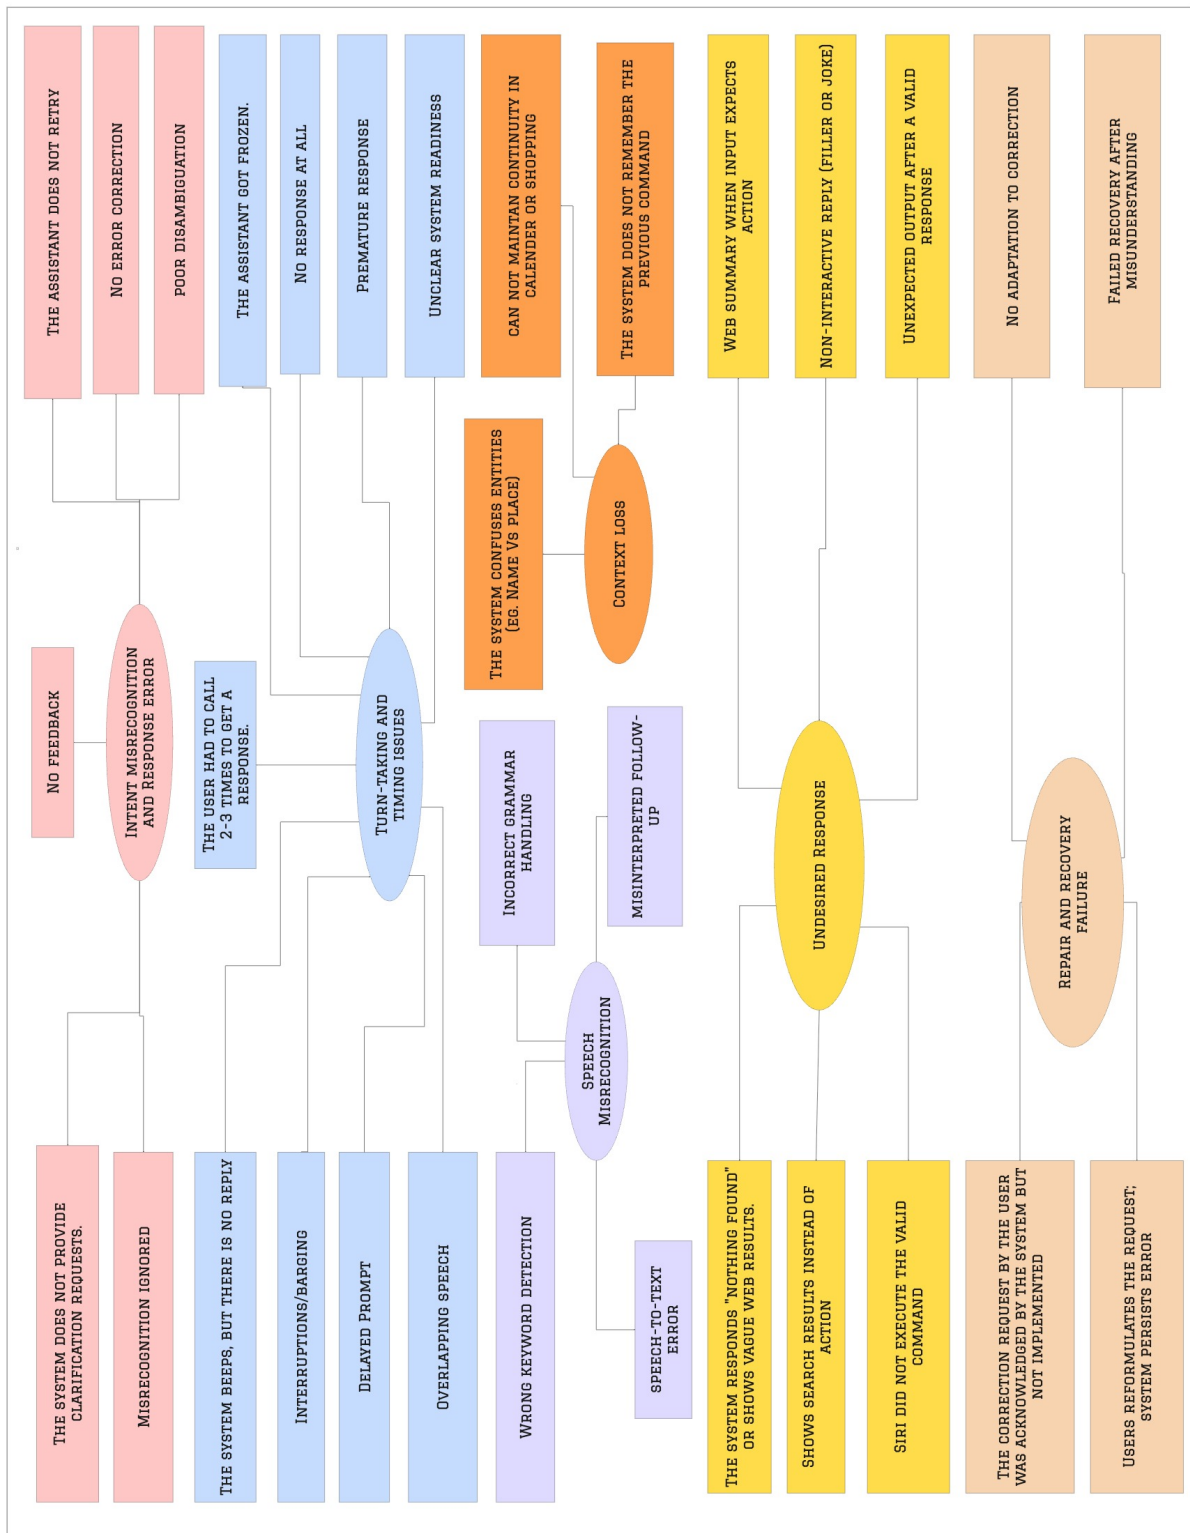 THE SYSTEM DOES NOT PROVIDE
CLARIFICATION REQUESTS.
MISRECOGNITION IGNORED
INTENT MISRECOGNITION
AND RESPONSE ERROR
NO FEEDBACK
THE ASSISTANT DOES NOT RETRY
NO ERROR CORRECTION
POOR DISAMBIGUATION
THE SYSTEM BEEPS, BUT THERE IS NO REPLY
INTERRUPTIONS/BARGING
DELAYED PROMPT
OVERLAPPING SPEECH
THE USER HAD TO CALL
2-3 TIMES TO GET A
RESPONSE.
TURN-TAKING AND
TIMING ISSUES
THE ASSISTANT GOT FROZEN.
NO RESPONSE AT ALL
PREMATURE RESPONSE
UNCLEAR SYSTEM READINESS
WRONG KEYWORD DETECTION
SPEECH-TO-TEXT
ERROR
SPEECH
MISRECOGNITION
INCORRECT GRAMMAR
HANDLING
MISINTERPRETED FOLLOW-
UP
THE SYSTEM CONFUSES ENTITIES
(EG. NAME VS PLACE)
CONTEXT LOSS
CAN NOT MAINTAN CONTINUITY IN
CALENDER OR SHOPPING
THE SYSTEM DOES NOT REMEMBER THE
PREVIOUS COMMAND
THE SYSTEM RESPONDS "NOTHING FOUND"
OR SHOWS VAGUE WEB RESULTS.
SHOWS SEARCH RESULTS INSTEAD OF
ACTION
SIRI DID NOT EXECUTE THE VALID
COMMAND
UNDESIRED RESPONSE
WEB SUMMARY WHEN INPUT EXPECTS
ACTION
NON-INTERACTIVE REPLY (FILLER OR JOKE)
UNEXPECTED OUTPUT AFTER A VALID
RESPONSE
THE CORRECTION REQUEST BY THE USER
WAS ACKNOWLEDGED BY THE SYSTEM BUT
NOT IMPLEMENTED
USERS REFORMULATES THE REQUEST;
SYSTEM PERSISTS ERROR
REPAIR AND RECOVERY
FAILURE
NO ADAPTATION TO CORRECTION
FAILED RECOVERY AFTER
MISUNDERSTANDING